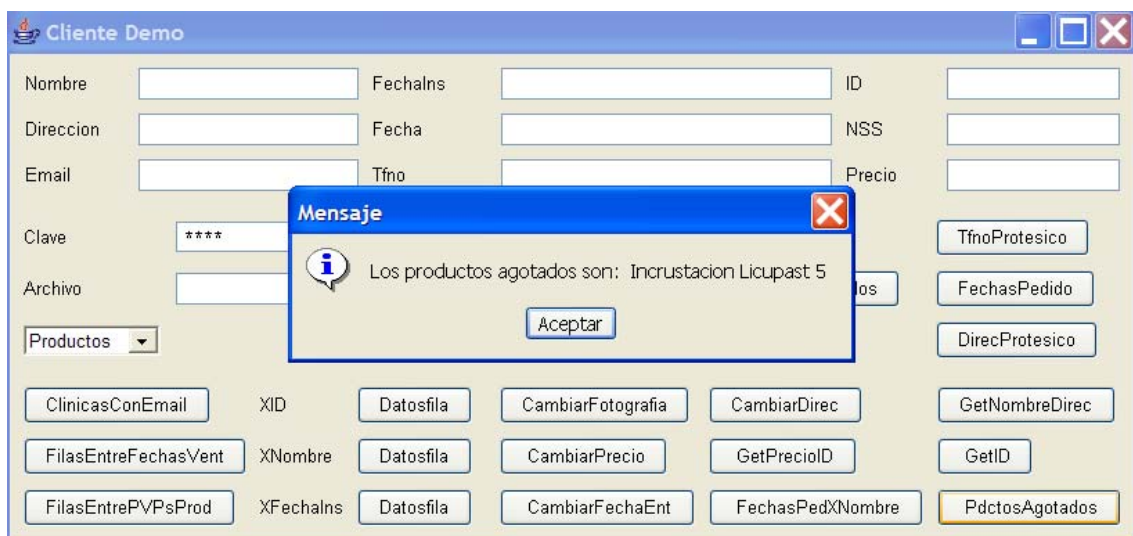 Cliente Demo
Nombre FechaIns ID
Direccion Fecha NSS
Email Tfno Precio
Mensaje
Clave **** TfnoProtesico
Los productos agotados son: Incrustacion Licupast 5
Archivo FechasPedido
Aceptar
Productos DirecProtesico
ClinicasConEmail XID Datosfila CambiarFotografia CambiarDirec GetNombreDirec
FilasEntreFechasVent XNombre Datosfila CambiarPrecio GetPrecioID GetID
FilasEntrePVPsProd XFechaIns Datosfila CambiarFechaEnt FechasPedXNombre PdctosAgotados